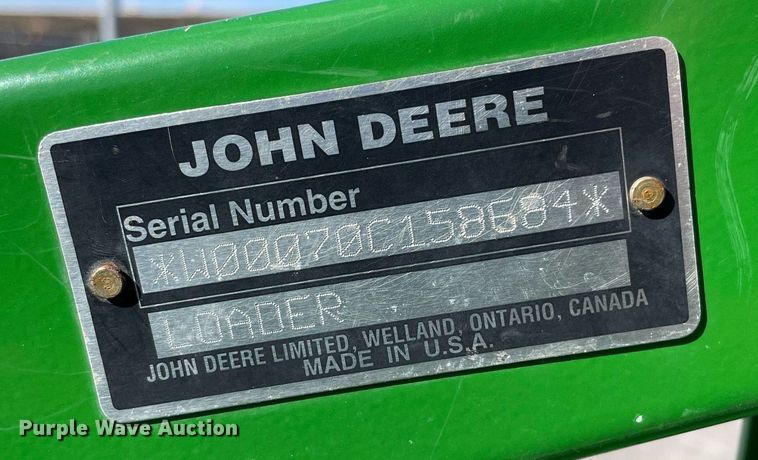 JOHN DEERE
Serial Number
*W00070C158684*
LOADER
JOHN DEERE LIMITED, WELLAND, ONTARIO, CANADA
MADE IN U.S.A.
Purple Wave Auction